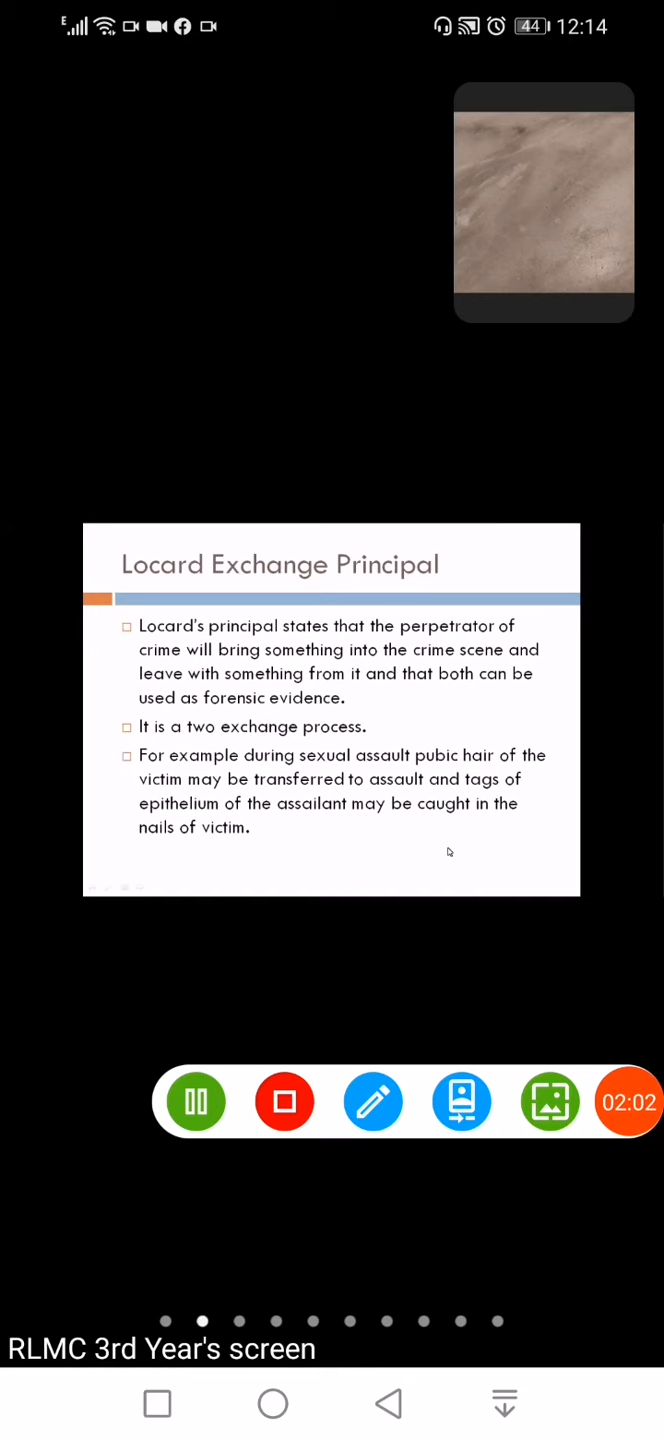 E
44 12:14
Locard Exchange Principal
Locard's principal states that the perpetrator of
crime will bring something into the crime scene and
leave with something from it and that both can be
used as forensic evidence.
It is a two exchange process.
For example during sexual assault pubic hair of the
victim may be transferred to assault and tags of
epithelium of the assailant may be caught in the
nails of victim.
02:02
RLMC 3rd Year's screen